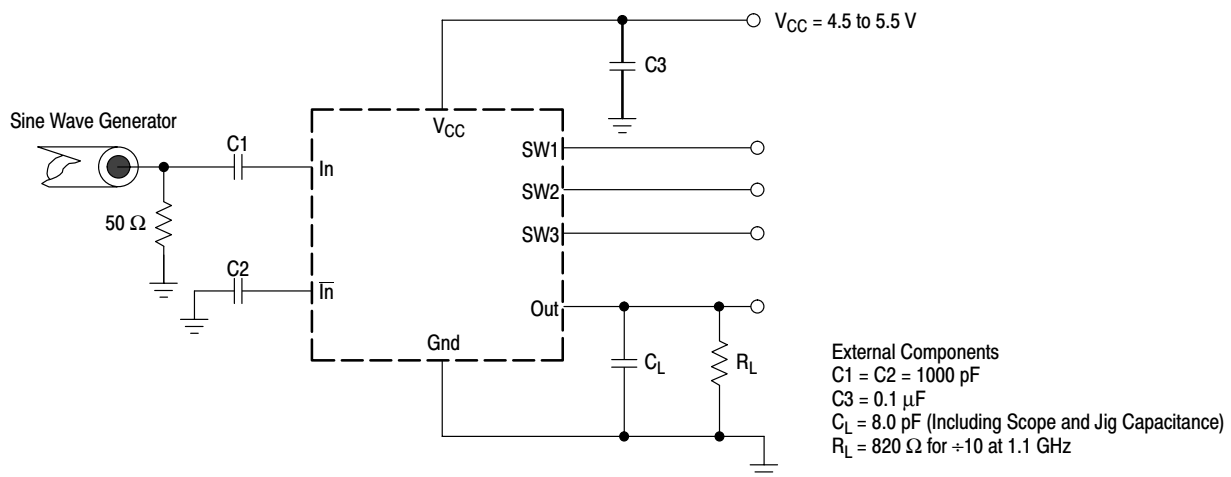 V_CC = 4.5 to 5.5 V
C3
Sine Wave Generator
V_CC
C1
In
SW1
SW2
50 Ω
SW3
C2
I̅n̅
Out
Gnd
C_L
R_L
External Components
C1 = C2 = 1000 pF
C3 = 0.1 μF
C_L = 8.0 pF (Including Scope and Jig Capacitance)
R_L = 820 Ω for ÷10 at 1.1 GHz